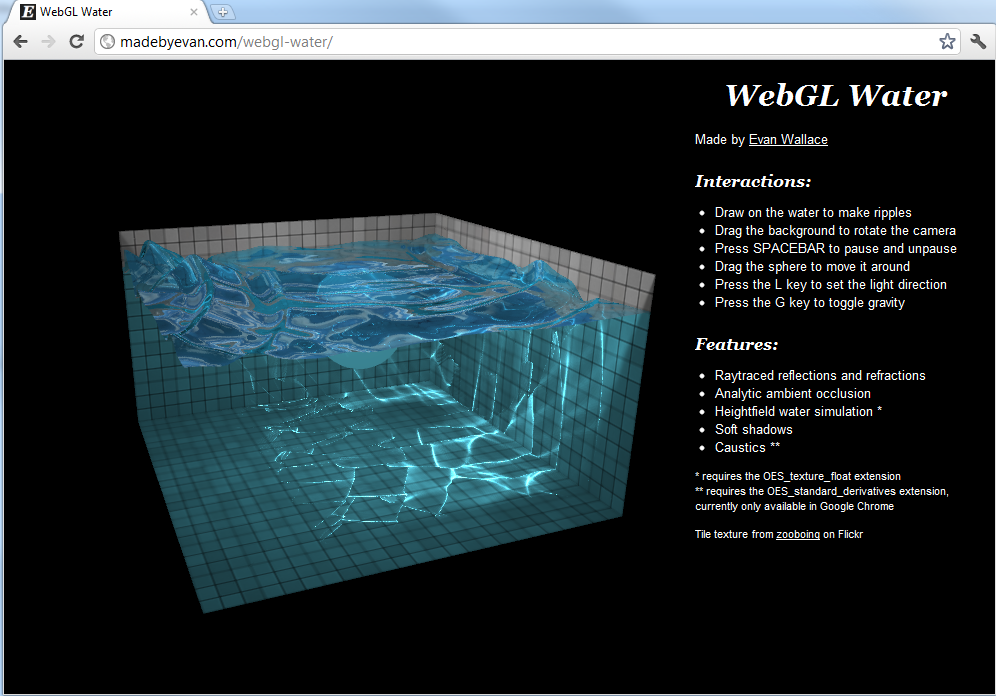 E WebGL Water
madebyevan.com/webgl-water/
WebGL Water
Made by Evan Wallace
Interactions:
Draw on the water to make ripples
Drag the background to rotate the camera
Press SPACEBAR to pause and unpause
Drag the sphere to move it around
Press the L key to set the light direction
Press the G key to toggle gravity
Features:
Raytraced reflections and refractions
Analytic ambient occlusion
Heightfield water simulation *
Soft shadows
Caustics **
* requires the OES_texture_float extension
** requires the OES_standard_derivatives extension,
currently only available in Google Chrome
Tile texture from zooboing on Flickr